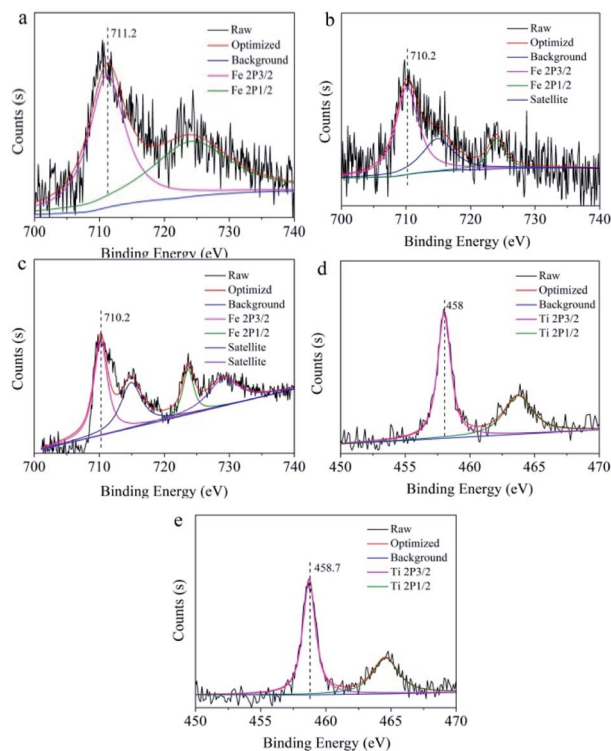 a
711.2
Raw
Optimized
Background
Fe 2P3/2
Fe 2P1/2
Counts (s)
700 710 720 730 740
Binding Energy (eV)
b
710.2
Raw
Optimizd
Background
Fe 2P3/2
Fe 2P1/2
Satellite
Counts (s)
700 710 720 730 740
Binding Energy (eV)
c
710.2
Raw
Optimizd
Background
Fe 2P3/2
Fe 2P1/2
Satellite
Satellite
Counts (s)
700 710 720 730 740
Binding Energy (eV)
d
458
Raw
Optimized
Background
Ti 2P3/2
Ti 2P1/2
Counts (s)
450 455 460 465 470
Binding Energy (eV)
e
458.7
Raw
Optimized
Background
Ti 2P3/2
Ti 2P1/2
Counts (s)
450 455 460 465 470
Binding Energy (eV)